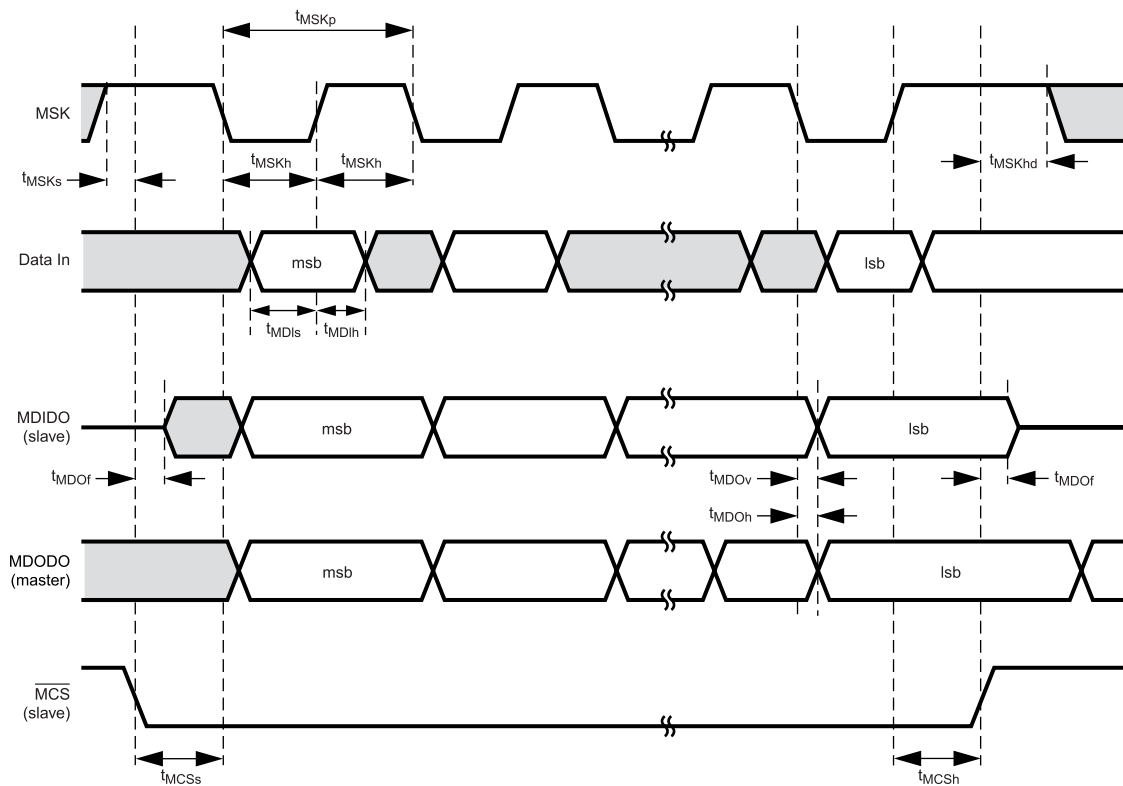 tMSKp
MSK
tMSKh
tMSKh
tMSKhd
tMSKs
Data In
msb
lsb
tMDIs
tMDIh
MDIDO
(slave)
msb
lsb
tMDOf
tMDOv
tMDOf
tMDOh
MDODO
(master)
msb
lsb
MCS
(slave)
tMCSs
tMCSh